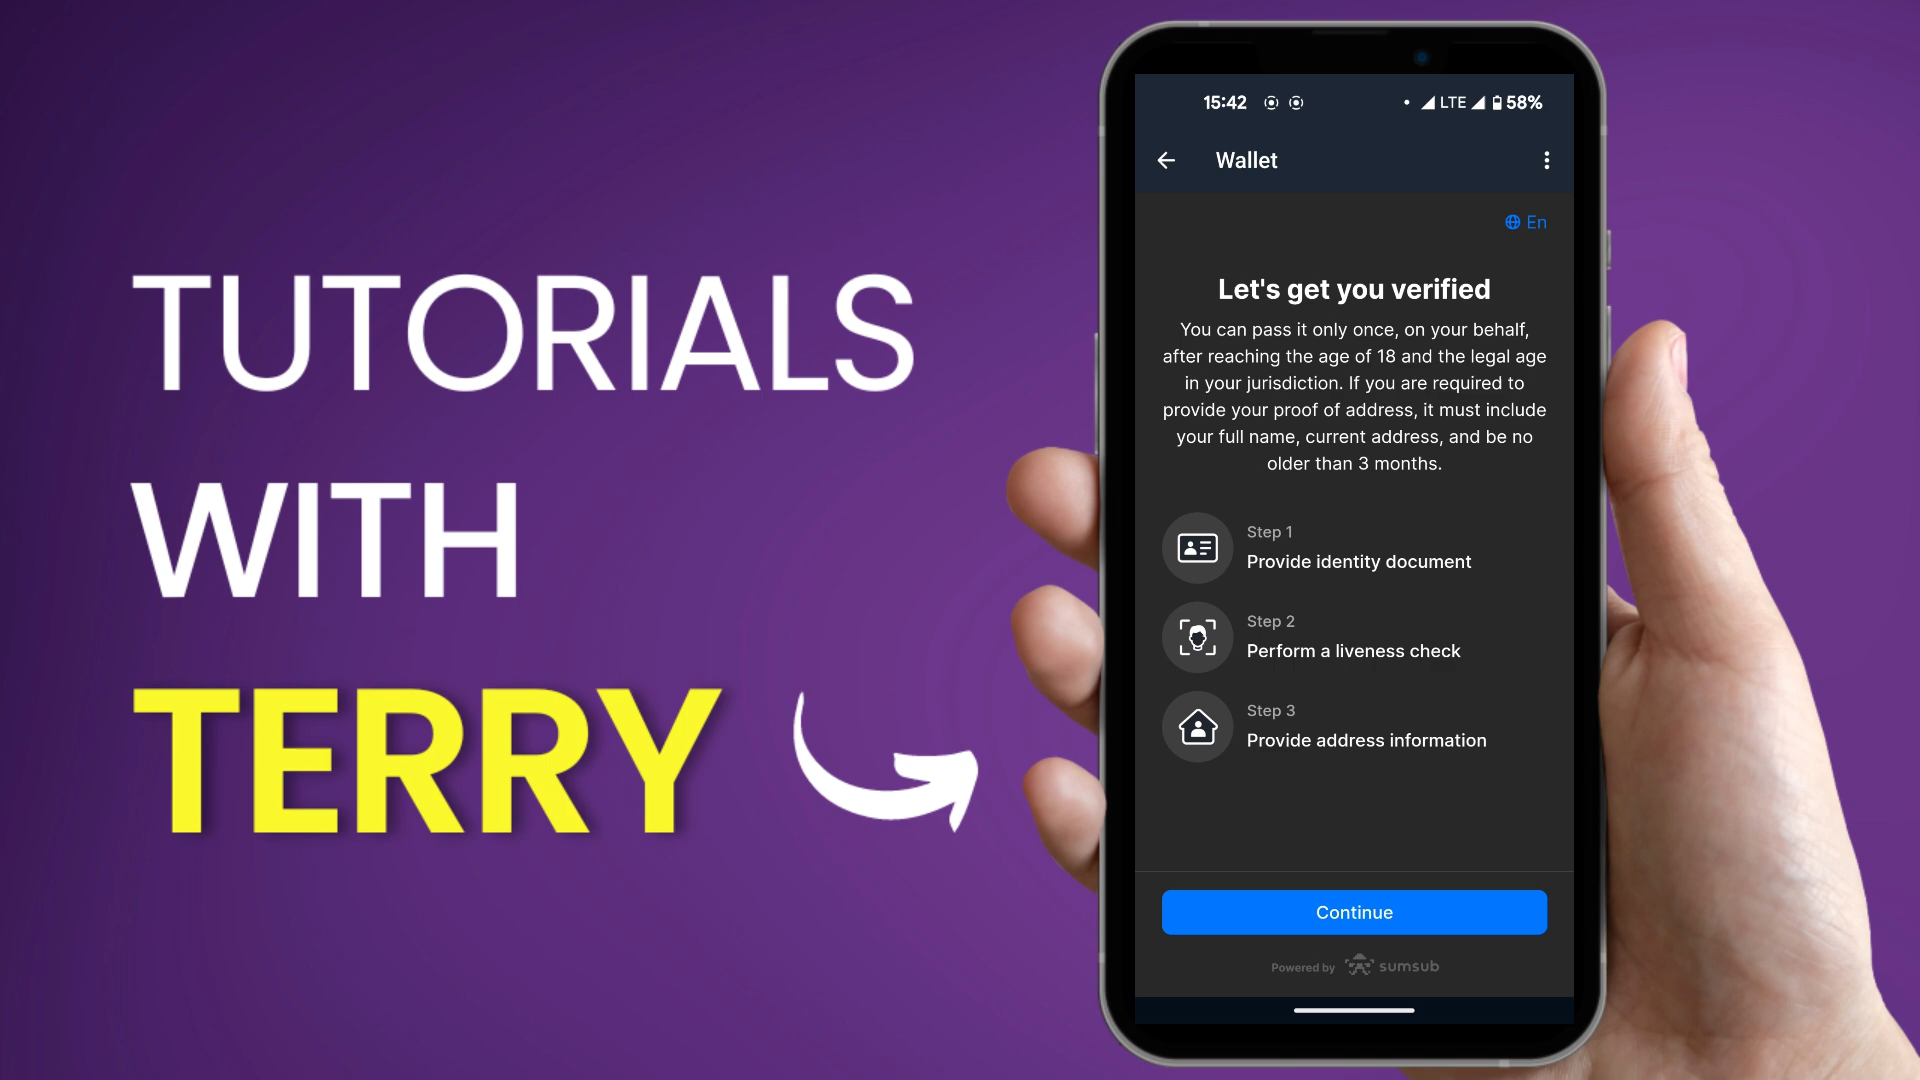 TUTORIALS
WITH
TERRY
15:42 LTE 58%
Wallet
En
Let's get you verified
You can pass it only once, on your behalf,
after reaching the age of 18 and the legal age
in your jurisdiction. If you are required to
provide your proof of address, it must include
your full name, current address, and be no
older than 3 months.
Step 1
Provide identity document
Step 2
Perform a liveness check
Step 3
Provide address information
Continue
Powered by sumsub